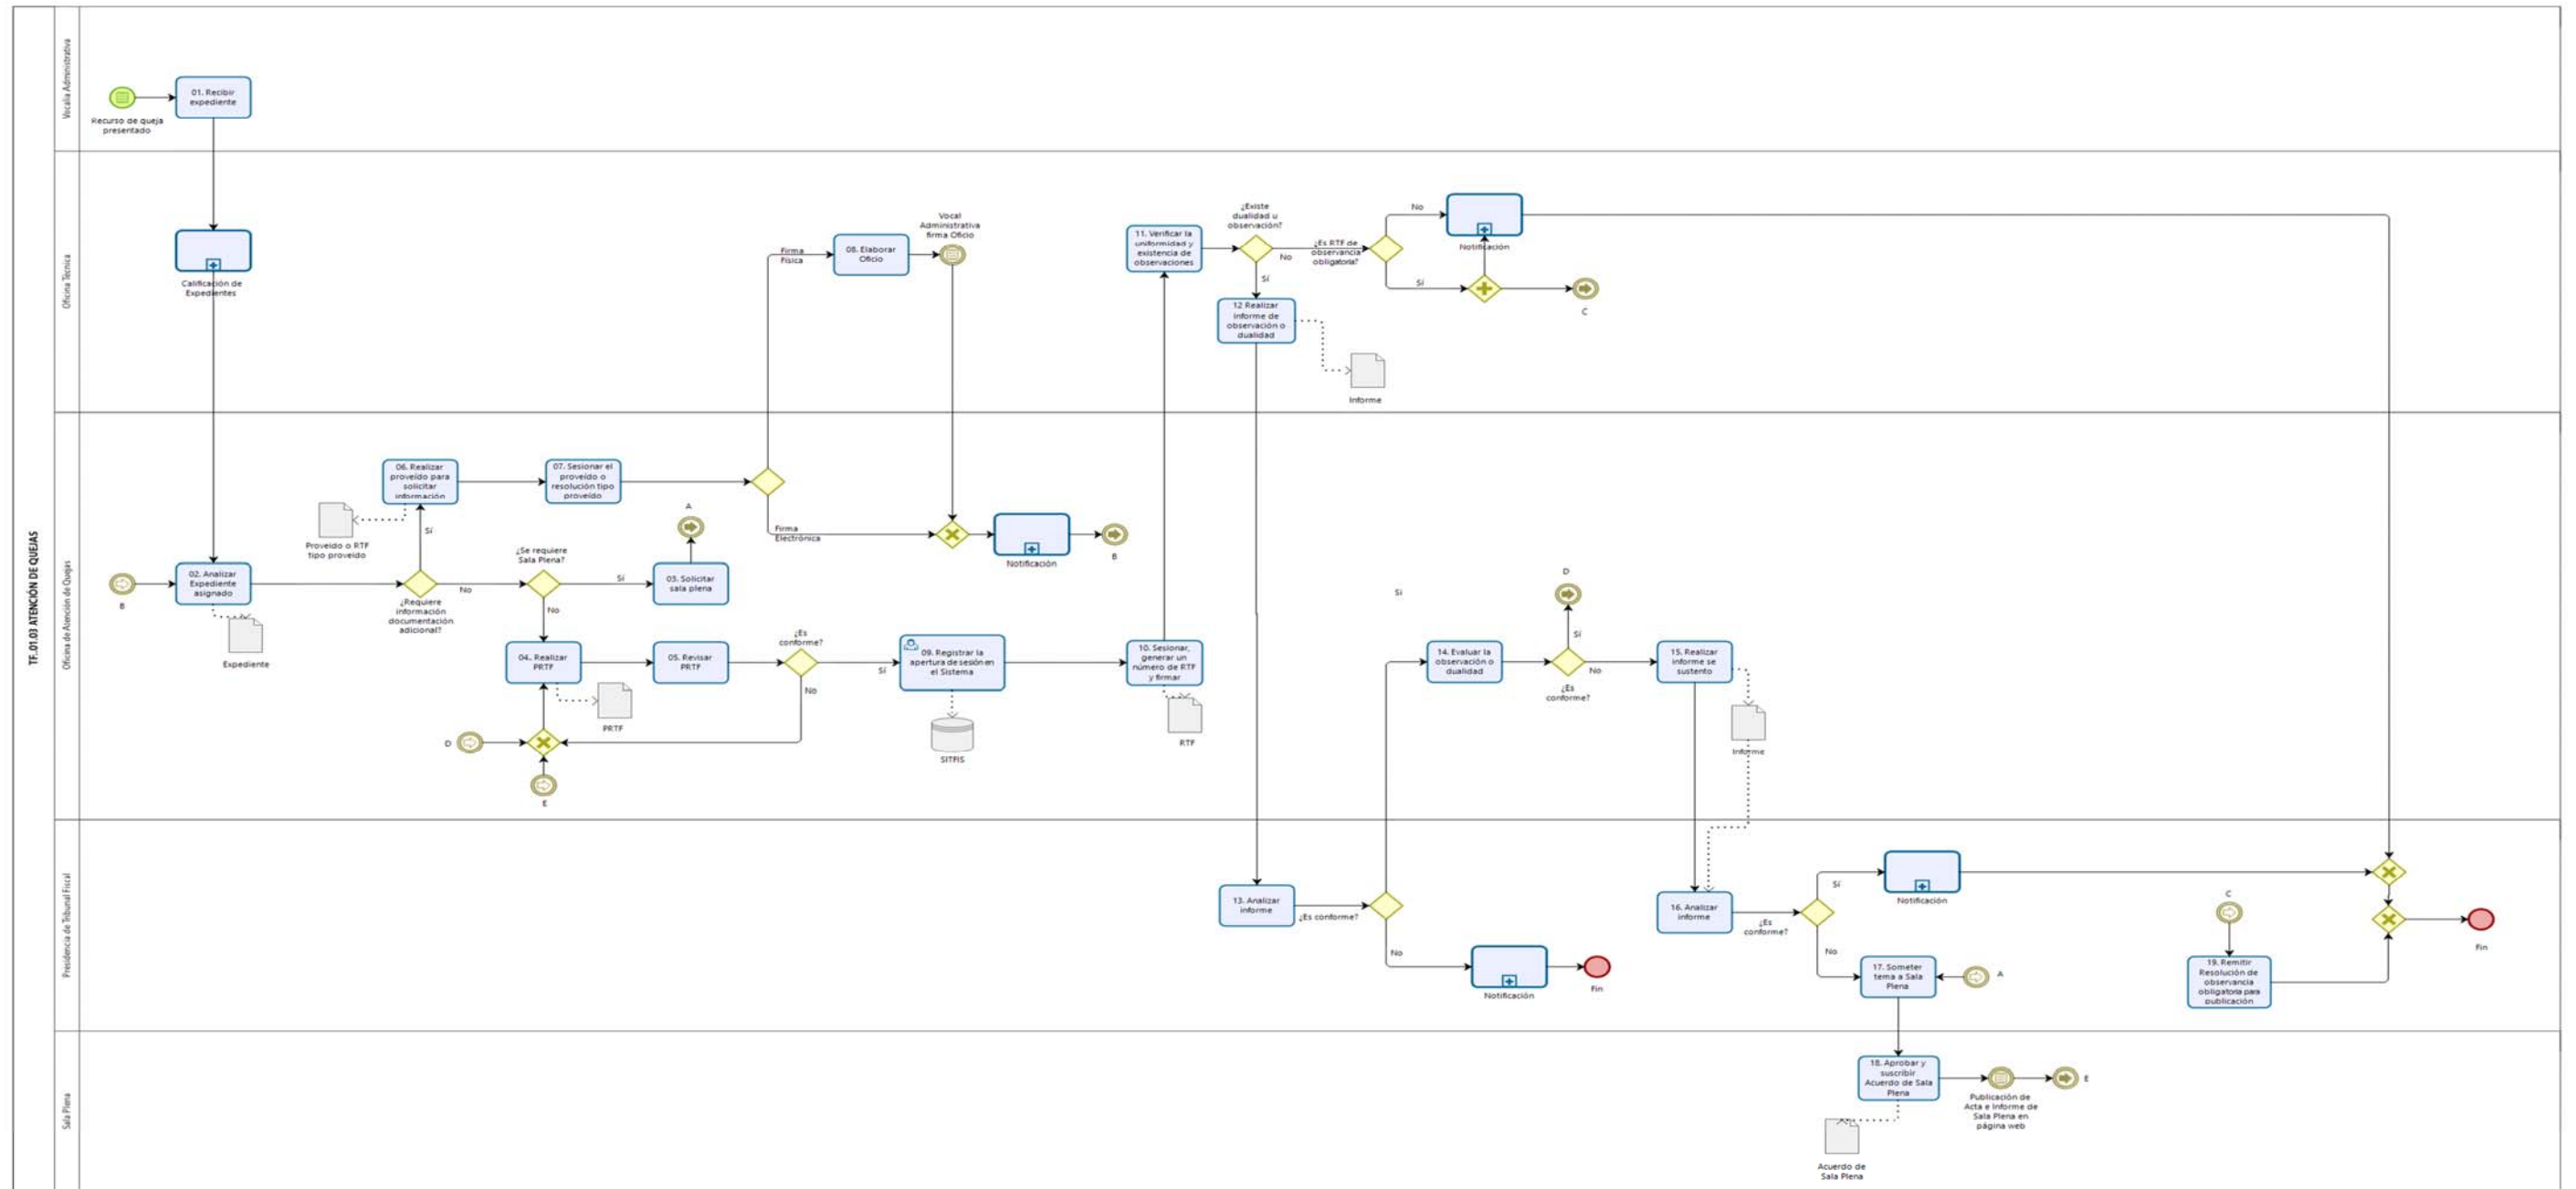 TF..01.03 ATENCIÓN DE QUEJAS
Vocalía Administrativa
Recurso de queja
presentado
01. Recibir
expediente
Oficina Técnica
Calificación de
Expedientes
Firma
Física
08. Elaborar
Oficio
Vocal
Administrativa
firma Oficio
11. Verificar la
uniformidad y
existencia de
observaciones
¿Existe
dualidad u
observación?
No
Sí
¿Es RTF de
observancia
obligatoria?
No
Notificación
Sí
C
12 Realizar
informe de
observación o
dualidad
Informe
Oficina de Atención de Quejas
06. Realizar
proveído para
solicitar
información
07. Sesionar el
proveído o
resolución tipo
proveído
Proveido o RTF
tipo proveido
Sí
A
Firma
Electrónica
Notificación
B
B
02. Analizar
Expediente
asignado
Expediente
¿Requiere
información
documentación
adicional?
No
¿Se requiere
Sala Plena?
Sí
03. Solicitar
sala plena
No
04.. Realizar
PRTF
PRTF
05. Revisar
PRTF
¿Es
conforme?
Sí
No
09. Registrar la
apertura de sesión en
el Sistema
SITFIS
10. Sesionar,
generar un
número de RTF
y firmar
RTF
D
E
Si
14. Evaluar la
observación o
dualidad
D
Sí
¿Es
conforme?
No
15. Realizar
informe se
sustento
Informe
Presidencia de Tribunal Fiscal
13. Analizar
informe
¿Es conforme?
No
Notificación
Fin
16. Analizar
informe
¿Es
conforme?
Sí
Notificación
No
17. Someter
tema a Sala
Plena
A
C
19. Remitir
Resolución de
observancia
obligatoria para
publicación
Fin
Sala Plena
18. Aprobar y
suscribir
Acuerdo de Sala
Plena
Acuerdo de
Sala Plena
Publicación de
Acta e Informe de
Sala Plena en
página web
E